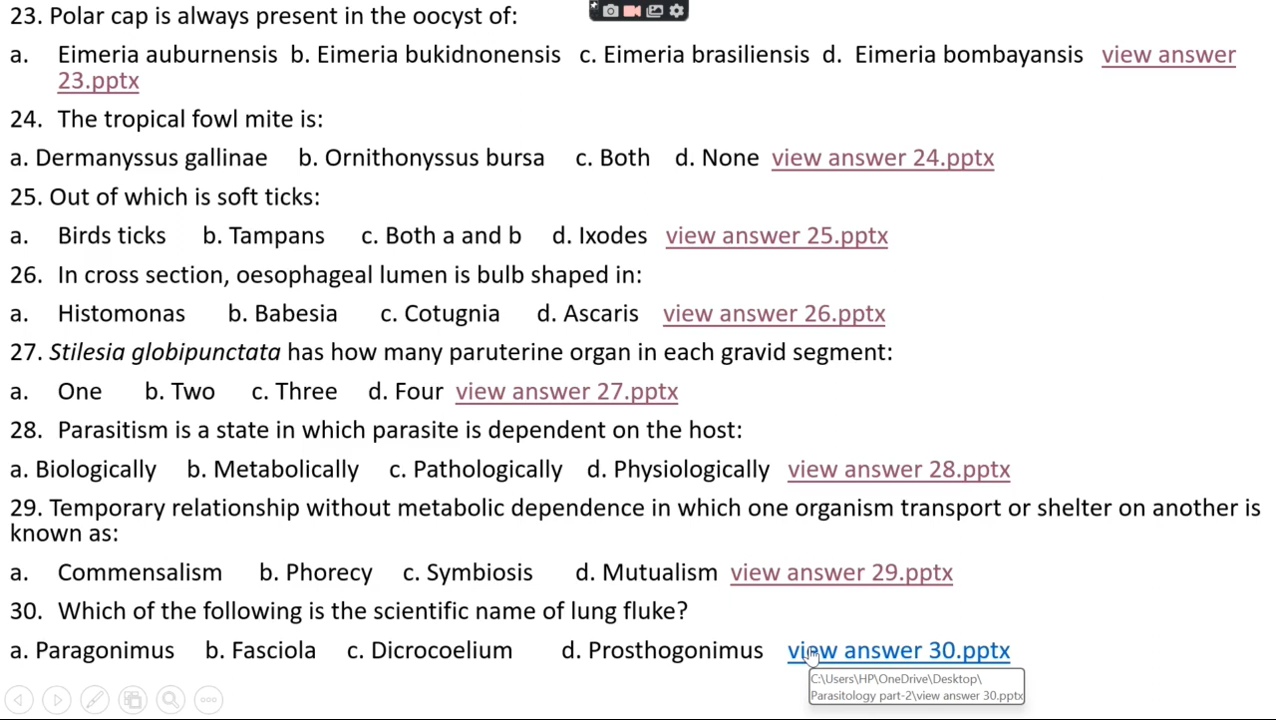 23. Polar cap is always present in the oocyst of:
a. Eimeria auburnensis b. Eimeria bukidnonensis c. Eimeria brasiliensis d. Eimeria bombayansis view answer
23.pptx
24. The tropical fowl mite is:
a. Dermanyssus gallinae b. Ornithonyssus bursa c. Both d. None view answer 24.pptx
25. Out of which is soft ticks:
a. Birds ticks b. Tampans c. Both a and b d. Ixodes view answer 25.pptx
26. In cross section, oesophageal lumen is bulb shaped in:
a. Histomonas b. Babesia c. Cotugnia d. Ascaris view answer 26.pptx
27. Stilesia globipunctata has how many paruterine organ in each gravid segment:
a. One b. Two c. Three d. Four view answer 27.pptx
28. Parasitism is a state in which parasite is dependent on the host:
a. Biologically b. Metabolically c. Pathologically d. Physiologically view answer 28.pptx
29. Temporary relationship without metabolic dependence in which one organism transport or shelter on another is
known as:
a. Commensalism b. Phorecy c. Symbiosis d. Mutualism view answer 29.pptx
30. Which of the following is the scientific name of lung fluke?
a. Paragonimus b. Fasciola c. Dicrocoelium d. Prosthogonimus view answer 30.pptx
C:\Users\HP\OneDrive\Desktop\
Parasitology part-2\view answer 30.pptx